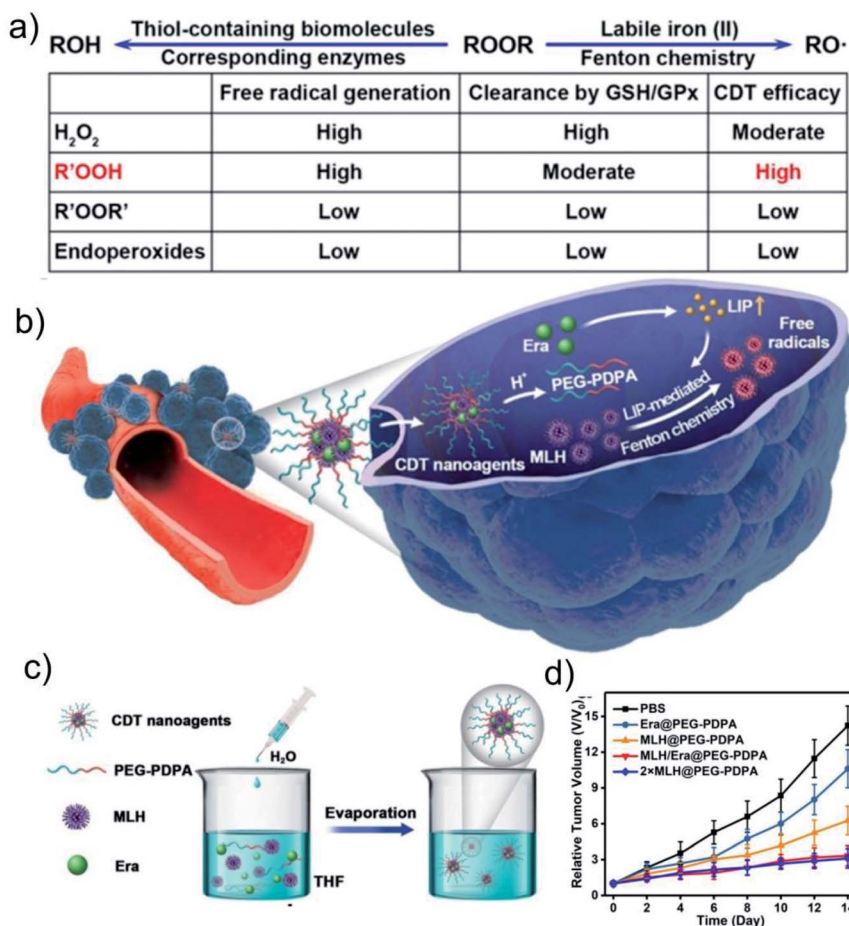 a)
ROH Thiol-containing biomolecules ROOR Labile iron (II) RO·
Corresponding enzymes Fenton chemistry
Free radical generation Clearance by GSH/GPx CDT efficacy
H₂O₂ High High Moderate
R'OOH High Moderate High
R'OOR' Low Low Low
Endoperoxides Low Low Low
b)
LIP↑
Era
Free
radicals
H⁺
PEG-PDPA
LIP-mediated
Fenton chemistry
CDT nanoagents
MLH
c)
CDT nanoagents
PEG-PDPA
MLH
Era
H₂O
Evaporation
THF
d)
Relative Tumor Volume (V/V₀)
15
12
9
6
3
0
PBS
Era@PEG-PDPA
MLH@PEG-PDPA
MLH/Era@PEG-PDPA
2×MLH@PEG-PDPA
0 2 4 6 8 10 12 14
Time (Day)